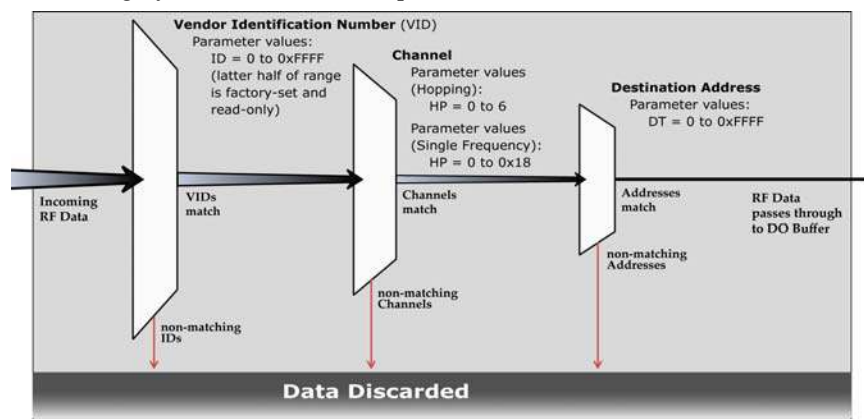 Vendor Identification Number (VID)
Parameter values:
ID = 0 to 0xFFFF
(latter half of range
is factory-set and
read-only)
Channel
Parameter values
(Hopping):
HP = 0 to 6
Parameter values
(Single Frequency):
HP = 0 to 0x18
Destination Address
Parameter values:
DT = 0 to 0xFFFF
Incoming
RF Data
VIDs
match
Channels
match
Addresses
match
RF Data
passes through
to DO Buffer
non-matching
IDs
non-matching
Channels
non-matching
Addresses
Data Discarded